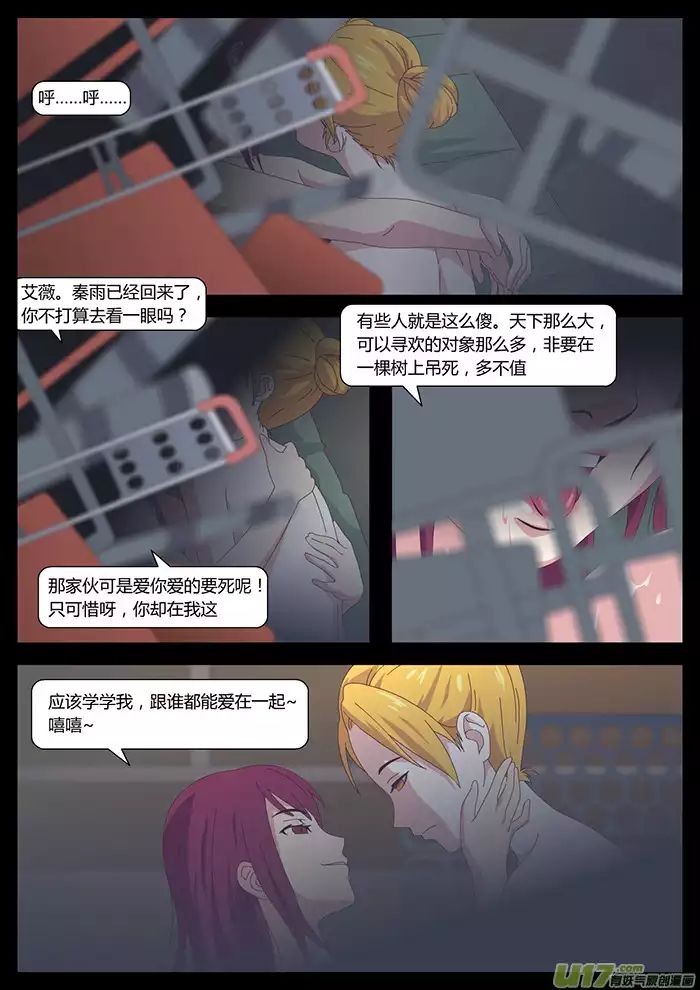 呼……呼……
艾薇。秦雨已经回来了，
你不打算去看一眼吗？
有些人就是这么傻。天下那么大，
可以寻欢的对象那么多，非要在
一棵树上吊死，多不值
那家伙可是爱你爱的要死呢！
只可惜呀，你却在我这
应该学学我，跟谁都能爱在一起~
嘻嘻~
U17.com
有妖气原创漫画